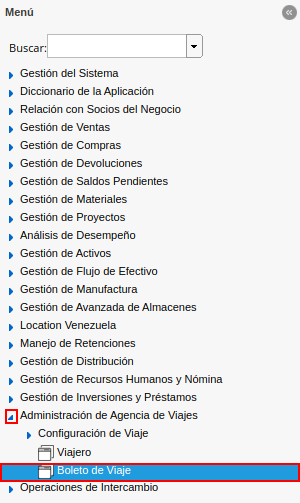 Menú
Buscar:
Gestión del Sistema
Diccionario de la Aplicación
Relación con Socios del Negocio
Gestión de Ventas
Gestión de Compras
Gestión de Devoluciones
Gestión de Saldos Pendientes
Gestión de Materiales
Gestión de Proyectos
Análisis de Desempeño
Gestión de Activos
Gestión de Flujo de Efectivo
Gestión de Manufactura
Gestión de Avanzada de Almacenes
Location Venezuela
Manejo de Retenciones
Gestión de Distribución
Gestión de Recursos Humanos y Nómina
Gestión de Inversiones y Préstamos
Administración de Agencia de Viajes
Configuración de Viaje
Viajero
Boleto de Viaje
Operaciones de Intercambio